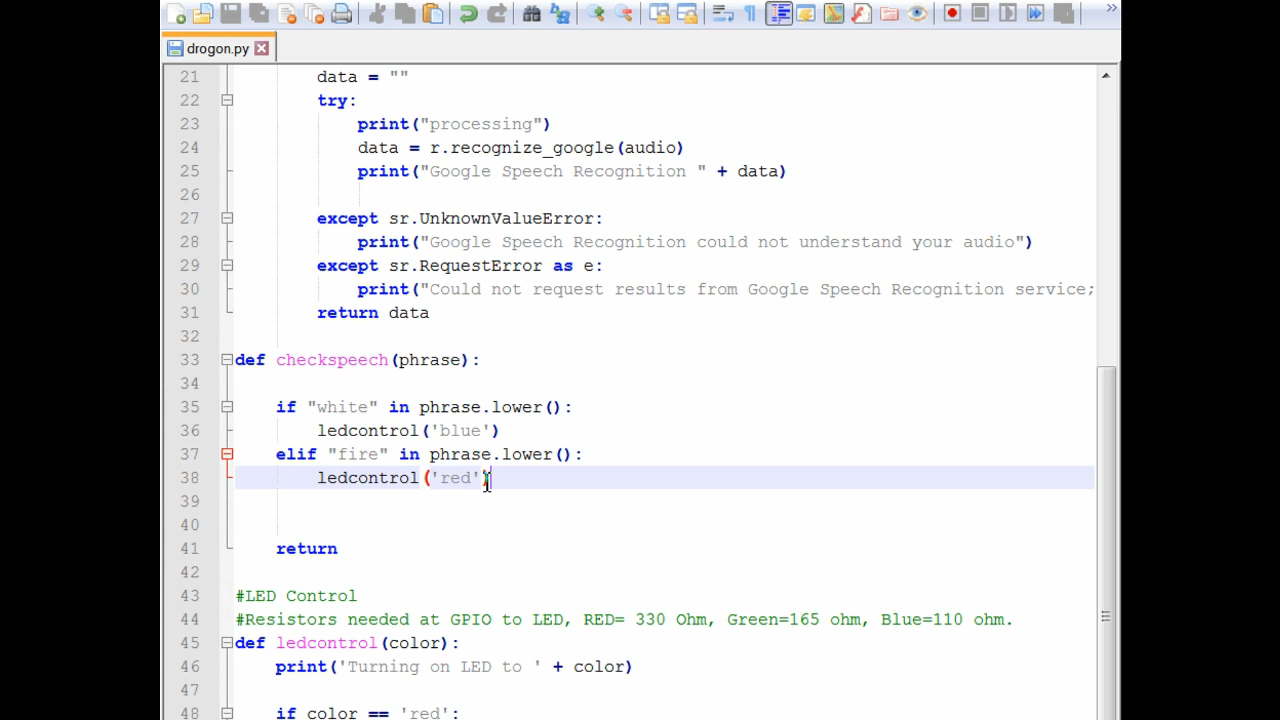 drogon.py
21 data = ""
22 try:
23 print("processing")
24 data = r.recognize_google(audio)
25 print("Google Speech Recognition " + data)
26
27 except sr.UnknownValueError:
28 print("Google Speech Recognition could not understand your audio")
29 except sr.RequestError as e:
30 print("Could not request results from Google Speech Recognition service;
31 return data
32
33 def checkspeech(phrase):
34
35 if "white" in phrase.lower():
36 ledcontrol('blue')
37 elif "fire" in phrase.lower():
38 ledcontrol('red')
39
40
41 return
42
43 #LED Control
44 #Resistors needed at GPIO to LED, RED= 330 Ohm, Green=165 ohm, Blue=110 ohm.
45 def ledcontrol(color):
46 print('Turning on LED to ' + color)
47
48 if color == 'red':